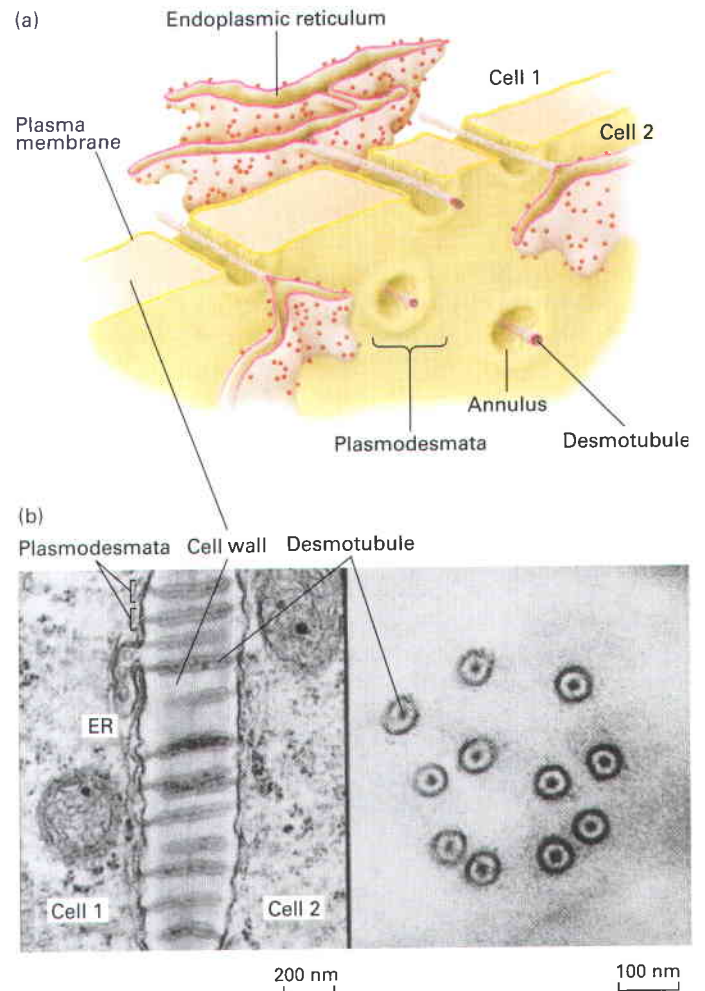 (a)
Endoplasmic reticulum
Cell 1
Plasma
membrane
Cell 2
Annulus
Plasmodesmata
Desmotubule
(b)
Plasmodesmata Cell wall Desmotubule
ER
Cell 1
Cell 2
200 nm
100 nm